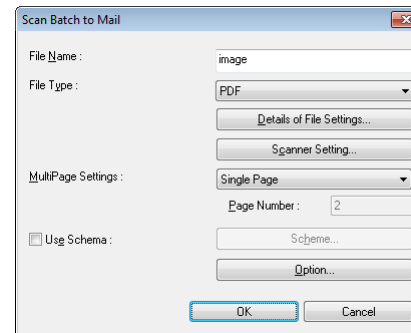 Scan Batch to Mail
File Name :
image
File Type :
PDF
Details of File Settings...
Scanner Setting...
MultiPage Settings :
Single Page
Page Number :
2
Use Schema :
Scheme...
Option...
OK
Cancel